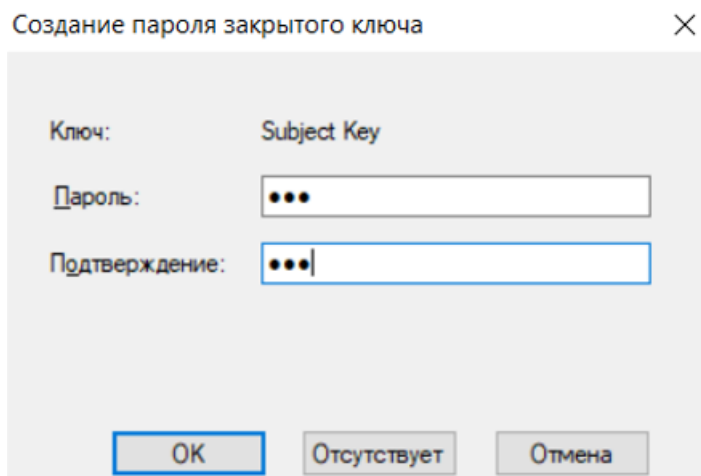 Создание пароля закрытого ключа
Ключ: Subject Key
Пароль: •••
Подтверждение: •••
OK Отсутствует Отмена